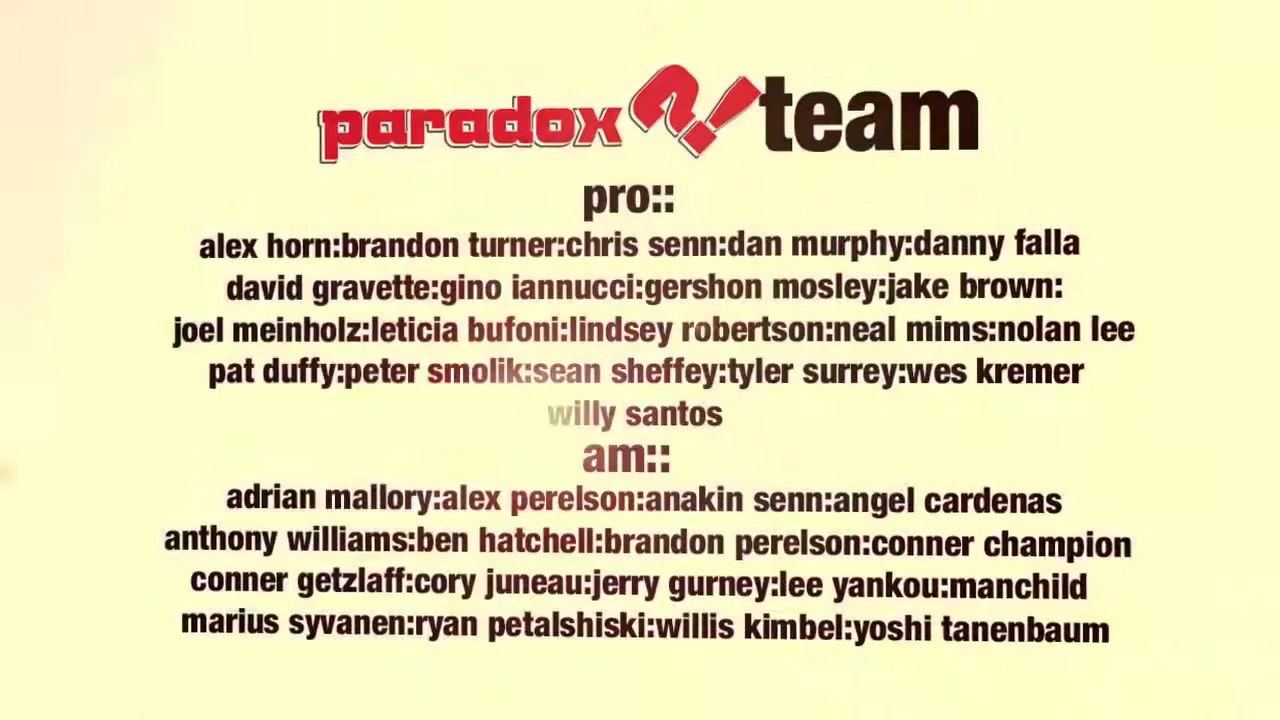 paradox?!team
pro::
alex horn:brandon turner:chris senn:dan murphy:danny falla
david gravette:gino iannucci:gershon mosley:jake brown:
joel meinholz:leticia bufoni:lindsey robertson:neal mims:nolan lee
pat duffy:peter smolik:sean sheffey:tyler surrey:wes kremer
willy santos
am::
adrian mallory:alex perelson:anakin senn:angel cardenas
anthony williams:ben hatchell:brandon perelson:conner champion
conner getzlaff:cory juneau:jerry gurney:lee yankou:manchild
marius syvanen:ryan petalshiski:willis kimbel:yoshi tanenbaum